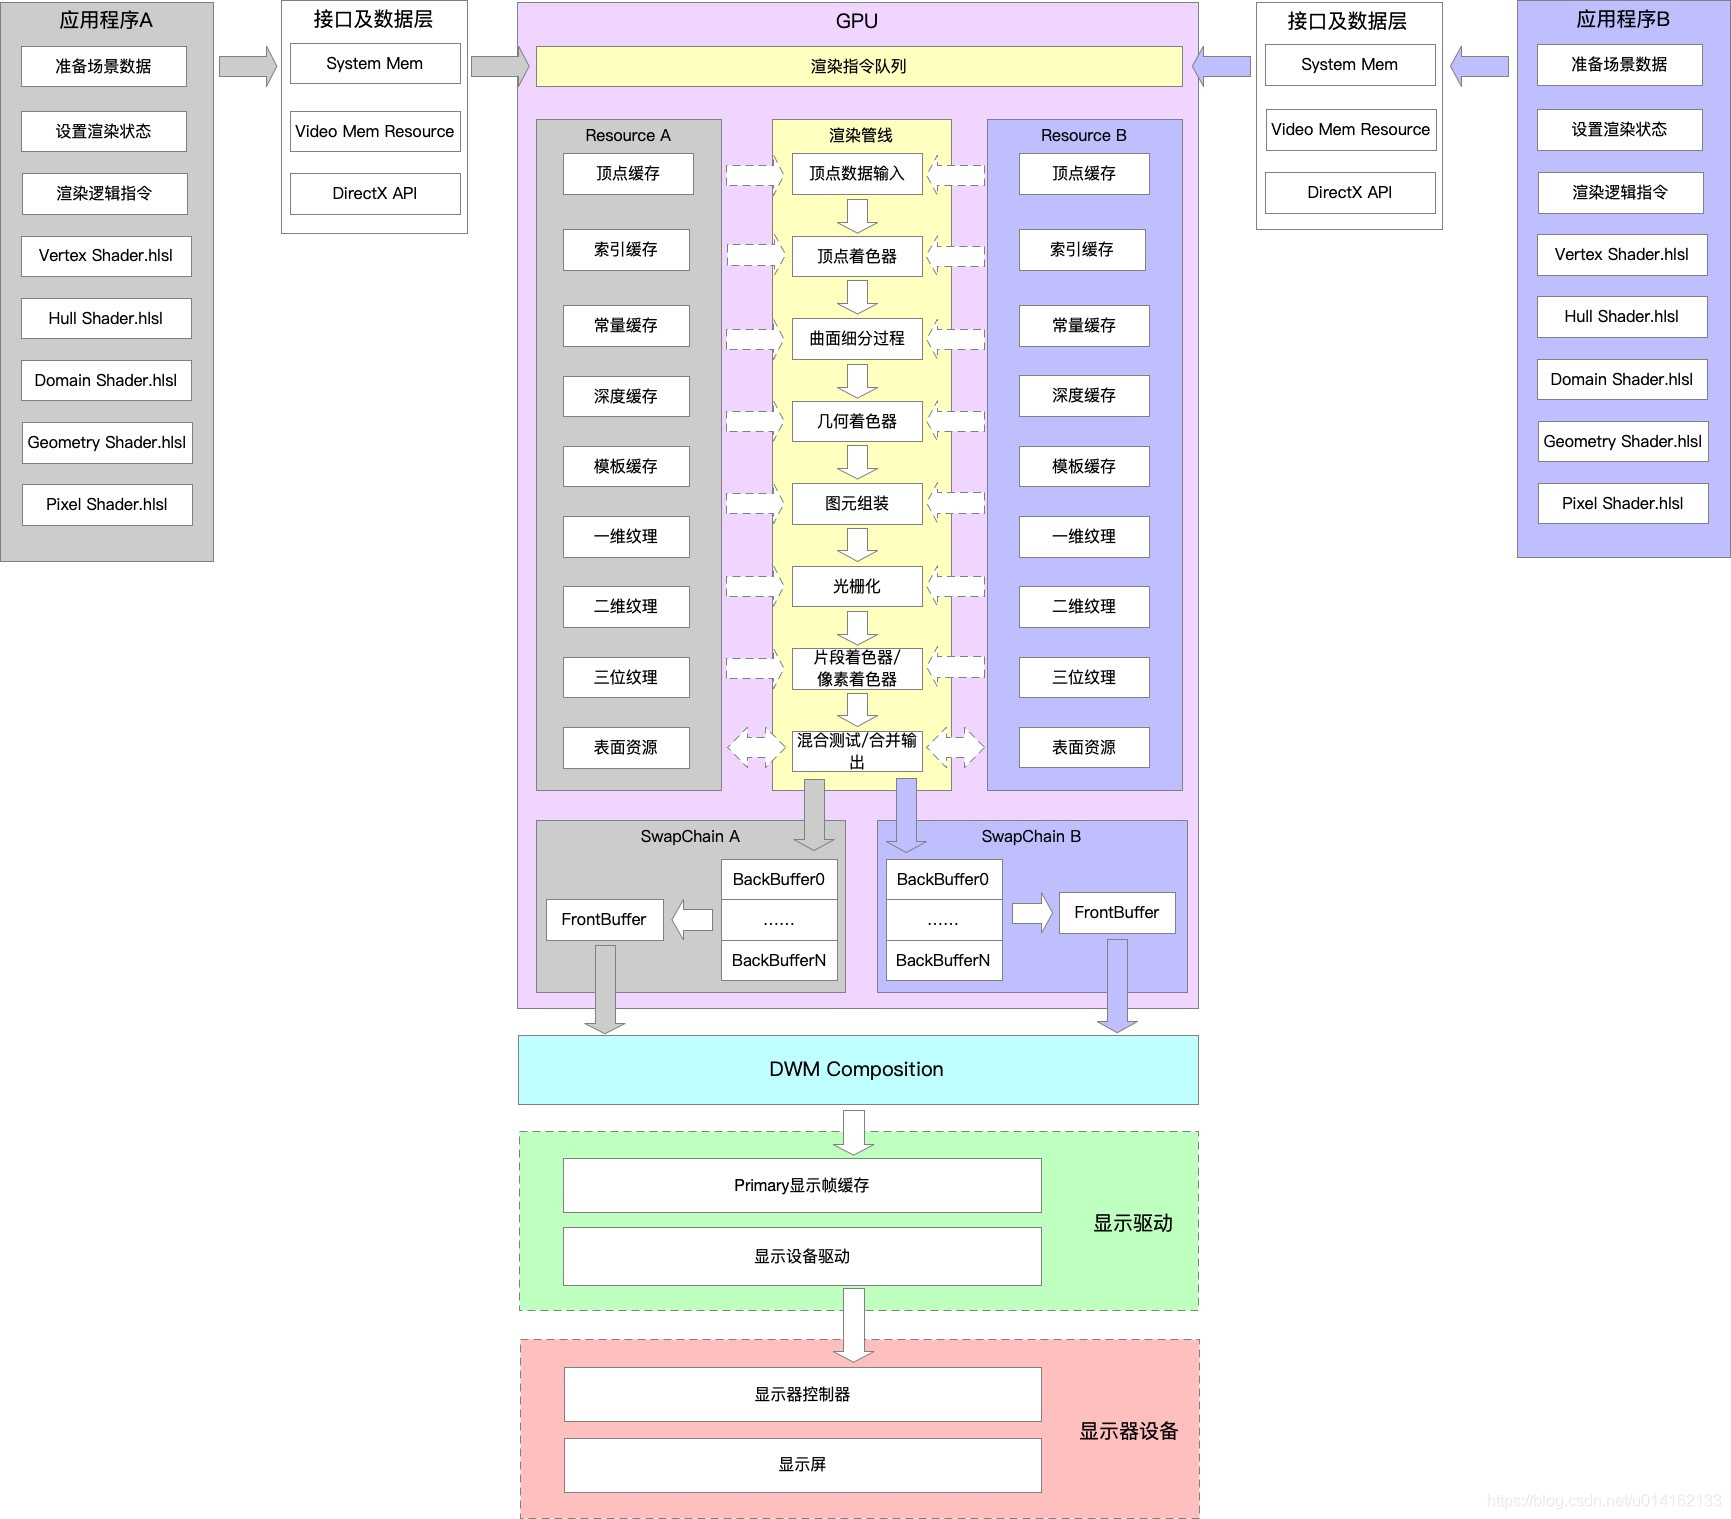 应用程序A
准备场景数据
设置渲染状态
渲染逻辑指令
Vertex Shader.hlsl
Hull Shader.hlsl
Domain Shader.hlsl
Geometry Shader.hlsl
Pixel Shader.hlsl
接口及数据层
System Mem
Video Mem Resource
DirectX API
GPU
渲染指令队列
Resource A
顶点缓存
索引缓存
常量缓存
深度缓存
模板缓存
一维纹理
二维纹理
三位纹理
表面资源
渲染管线
顶点数据输入
顶点着色器
曲面细分过程
几何着色器
图元组装
光栅化
片段着色器/
像素着色器
混合测试/合并输
出
Resource B
顶点缓存
索引缓存
常量缓存
深度缓存
模板缓存
一维纹理
二维纹理
三位纹理
表面资源
接口及数据层
System Mem
Video Mem Resource
DirectX API
应用程序B
准备场景数据
设置渲染状态
渲染逻辑指令
Vertex Shader.hlsl
Hull Shader.hlsl
Domain Shader.hlsl
Geometry Shader.hlsl
Pixel Shader.hlsl
SwapChain A
BackBuffer0
......
BackBufferN
FrontBuffer
SwapChain B
BackBuffer0
......
BackBufferN
FrontBuffer
DWM Composition
Primary显示帧缓存
显示设备驱动
显示驱动
显示器控制器
显示屏
显示器设备
https://blog.csdn.net/u014162133